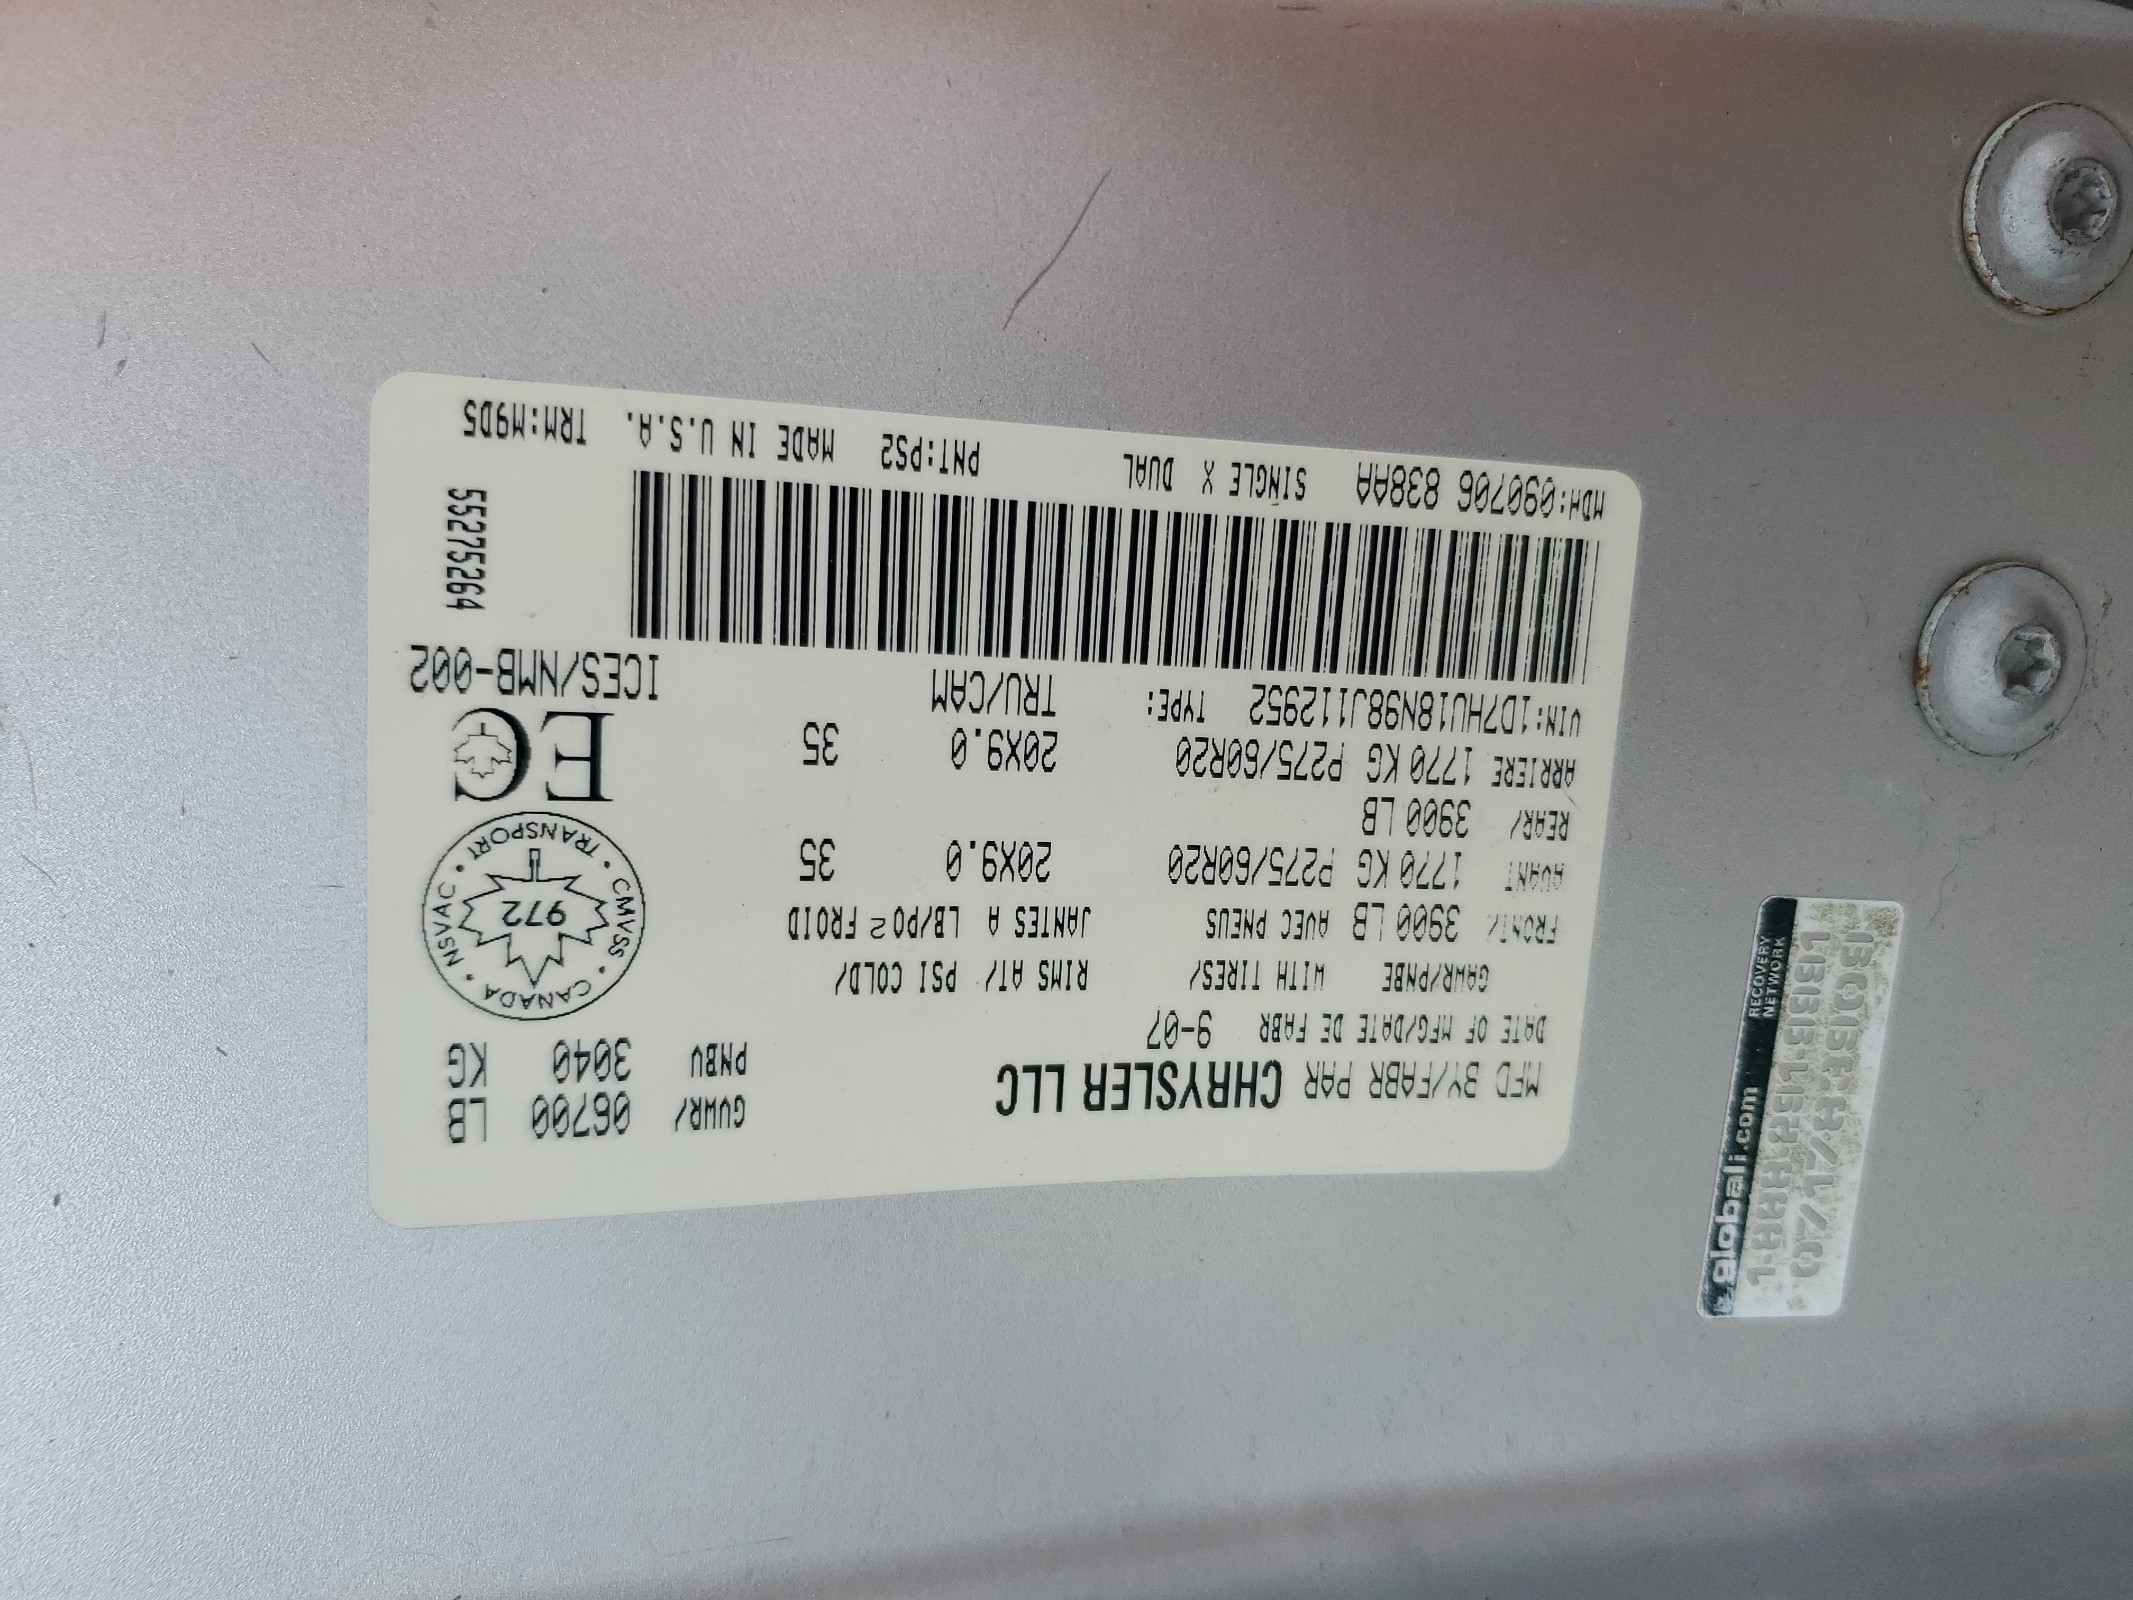 MFD BY/FABR PAR CHRYSLER LLC
GVWR/ 06700 LB
PNBV 3040 KG
DATE OF MFG/DATE DE FABR 9-07
GAWR/PNBE WITH TIRES/ RIMS AT/ PSI COLD/
FRONT/ 3900 LB AVEC PNEUS JANTES A LB/PO2 FROID
AVANT 1770 KG P275/60R20 20X9.0 35
REAR/ 3900 LB
ARRIERE 1770 KG P275/60R20 20X9.0 35
VIN:1D7HU18N98J112952 TYPE: TRU/CAM
CANADA • CMVSS • TRANSPORT • NSVAC •
972
EC
ICES/NMB-002
55275264
MDH:090706 838AA SINGLE X DUAL PNT:PS2 MADE IN U.S.A. TRM:M9D5
globali.com
RECOVERY
NETWORK